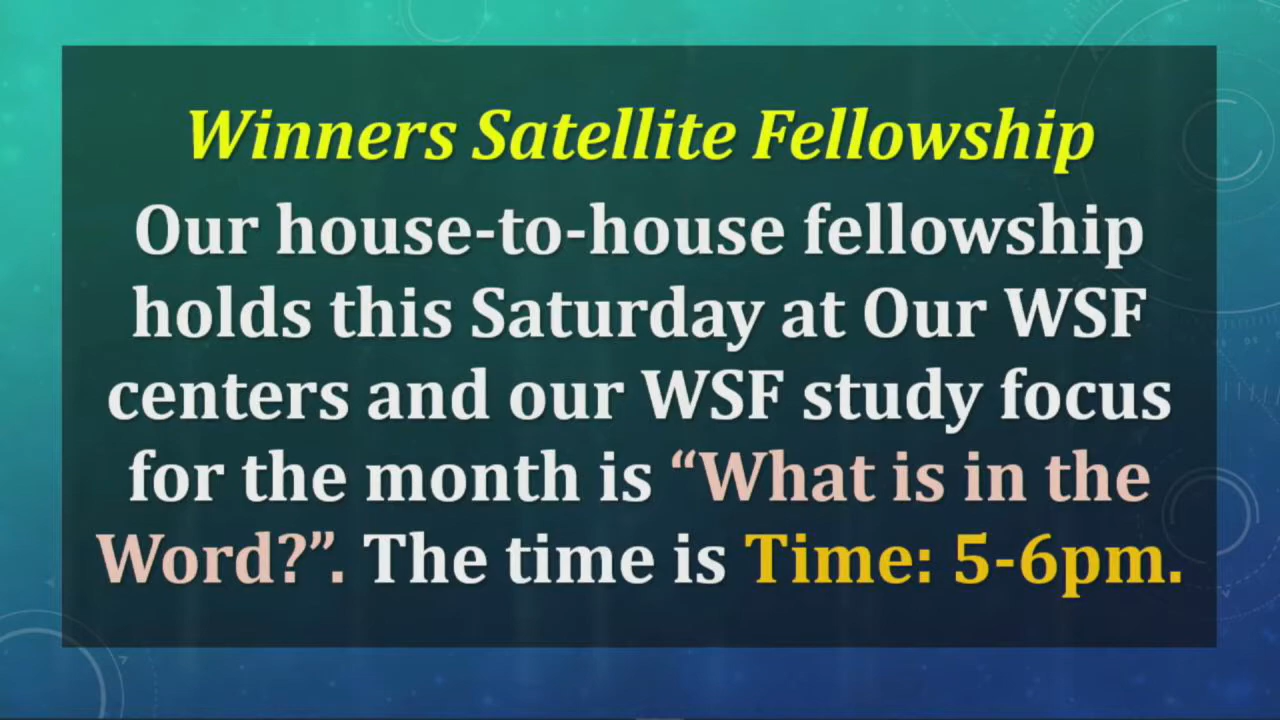 Winners Satellite Fellowship
Our house-to-house fellowship
holds this Saturday at Our WSF
centers and our WSF study focus
for the month is “What is in the
Word?”. The time is Time: 5-6pm.